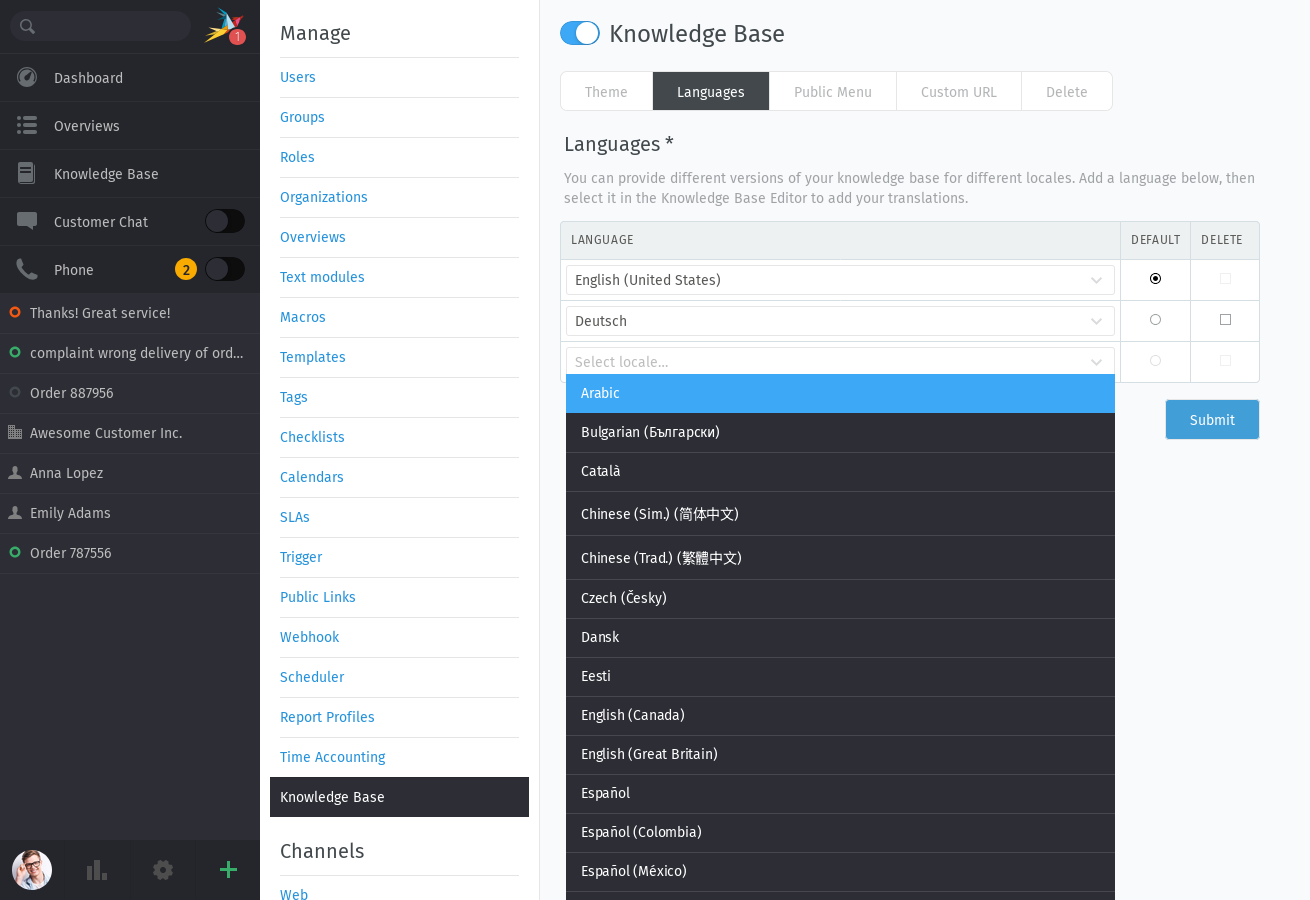 1
Dashboard
Overviews
Knowledge Base
Customer Chat
Phone 2
Thanks! Great service!
complaint wrong delivery of ord...
Order 887956
Awesome Customer Inc.
Anna Lopez
Emily Adams
Order 787556
Manage
Users
Groups
Roles
Organizations
Overviews
Text modules
Macros
Templates
Tags
Checklists
Calendars
SLAs
Trigger
Public Links
Webhook
Scheduler
Report Profiles
Time Accounting
Knowledge Base
Channels
Web
Knowledge Base
Theme Languages Public Menu Custom URL Delete
Languages *
You can provide different versions of your knowledge base for different locales. Add a language below, then
select it in the Knowledge Base Editor to add your translations.
LANGUAGE DEFAULT DELETE
English (United States)
Deutsch
Select locale...
Arabic
Submit
Bulgarian (Български)
Català
Chinese (Sim.) (简体中文)
Chinese (Trad.) (繁體中文)
Czech (Česky)
Dansk
Eesti
English (Canada)
English (Great Britain)
Español
Español (Colombia)
Español (México)